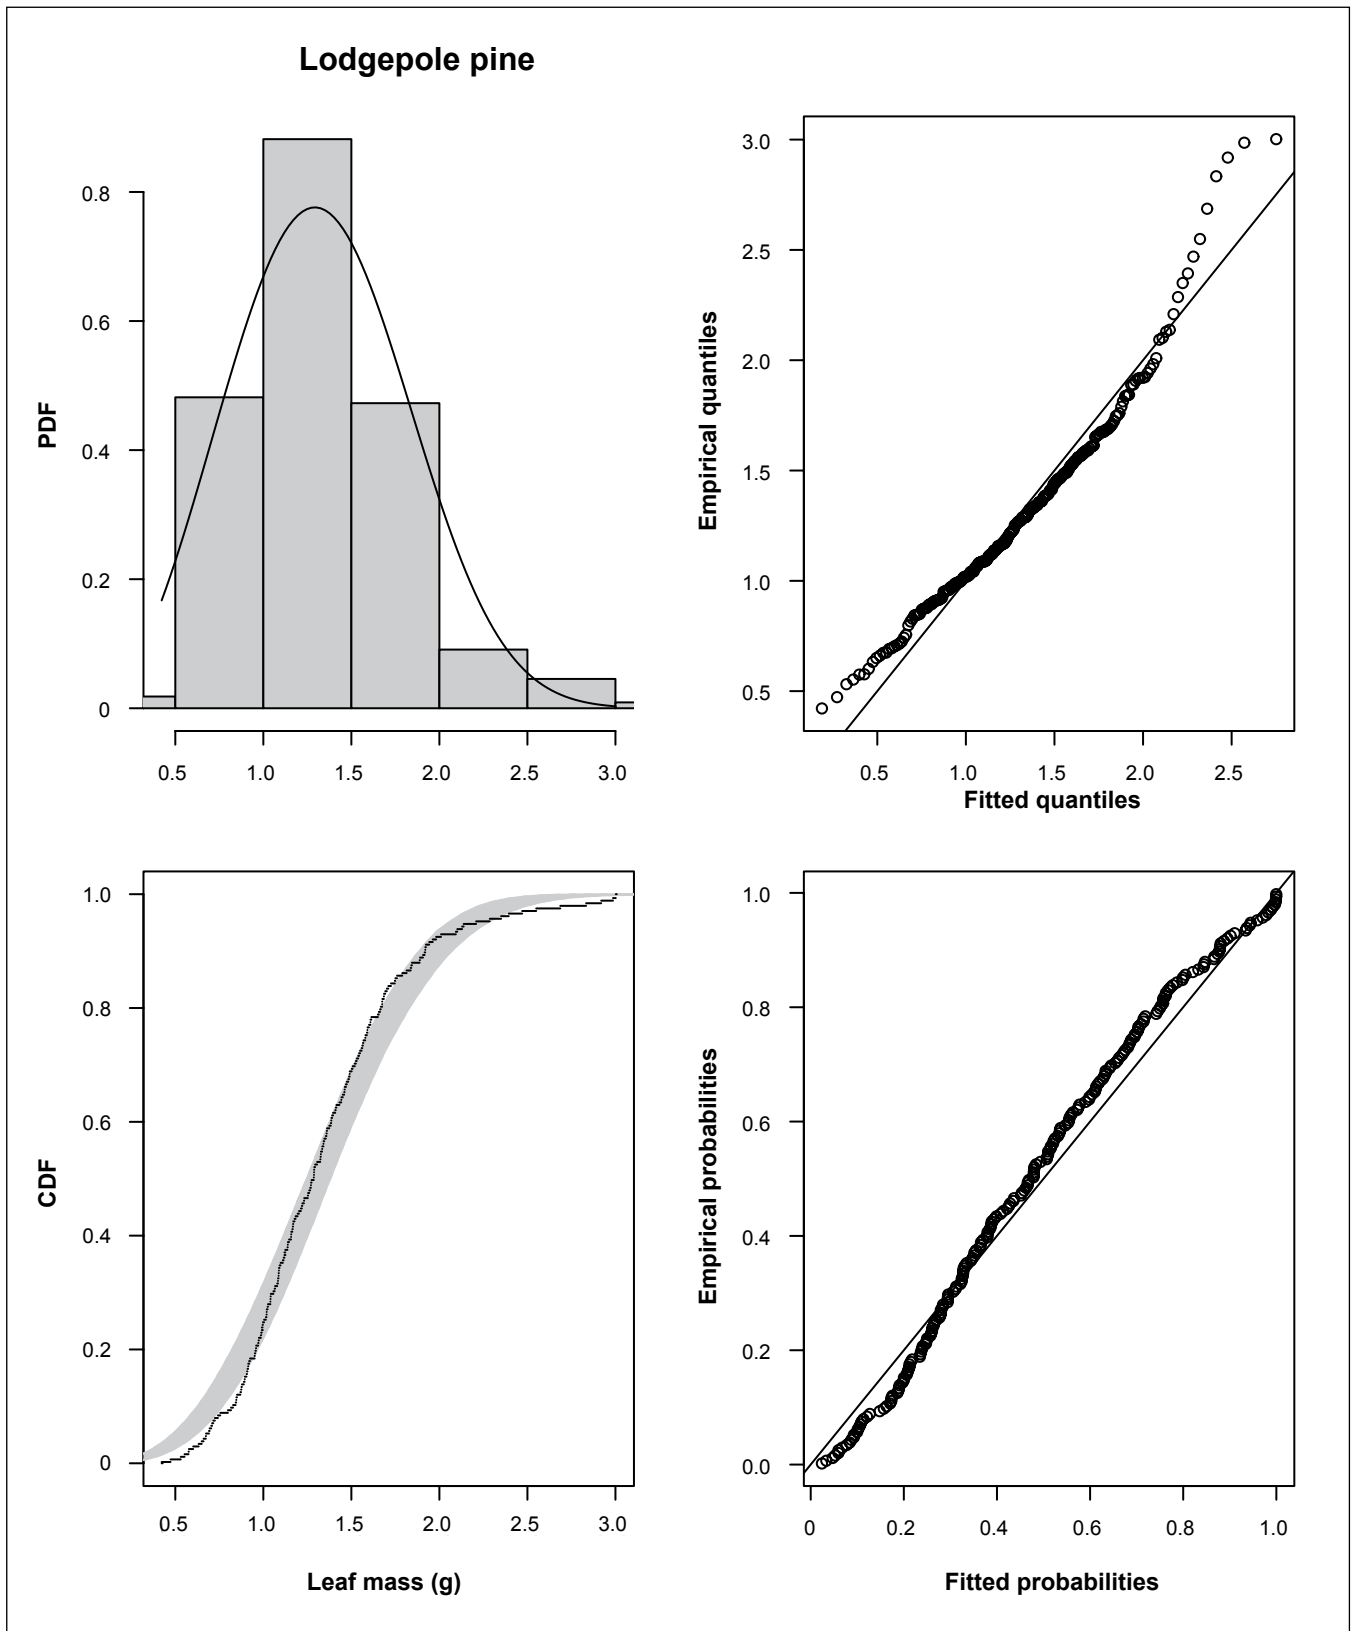 Lodgepole pine
PDF
0.8
0.6
0.4
0.2
0
0.5 1.0 1.5 2.0 2.5 3.0
Empirical quantiles
3.0
2.5
2.0
1.5
1.0
0.5
0.5 1.0 1.5 2.0 2.5
Fitted quantiles
CDF
1.0
0.8
0.6
0.4
0.2
0
0.5 1.0 1.5 2.0 2.5 3.0
Leaf mass (g)
Empirical probabilities
1.0
0.8
0.6
0.4
0.2
0.0
0 0.2 0.4 0.6 0.8 1.0
Fitted probabilities